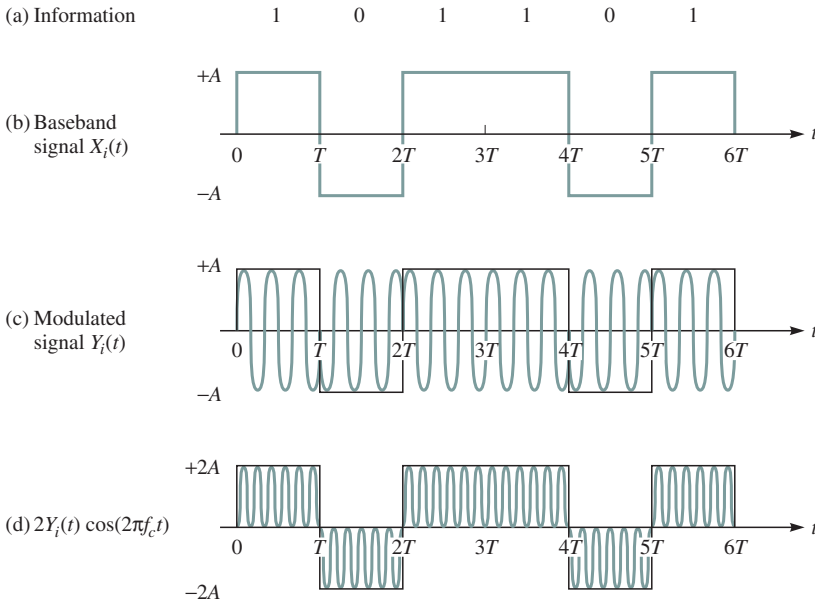 (a) Information 1 0 1 1 0 1
+A
(b) Baseband
signal Xᵢ(t)
t
0 T 2T 3T 4T 5T 6T
−A
+A
(c) Modulated
signal Yᵢ(t)
t
0 T 2T 3T 4T 5T 6T
−A
+2A
(d) 2Yᵢ(t) cos(2πf꜀t)
t
0 T 2T 3T 4T 5T 6T
−2A